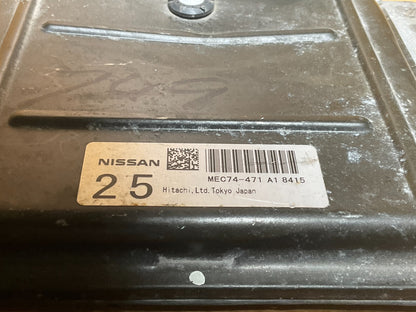 NISSAN
MEC74-471 A1 8415
25
Hitachi,Ltd.Tokyo Japan